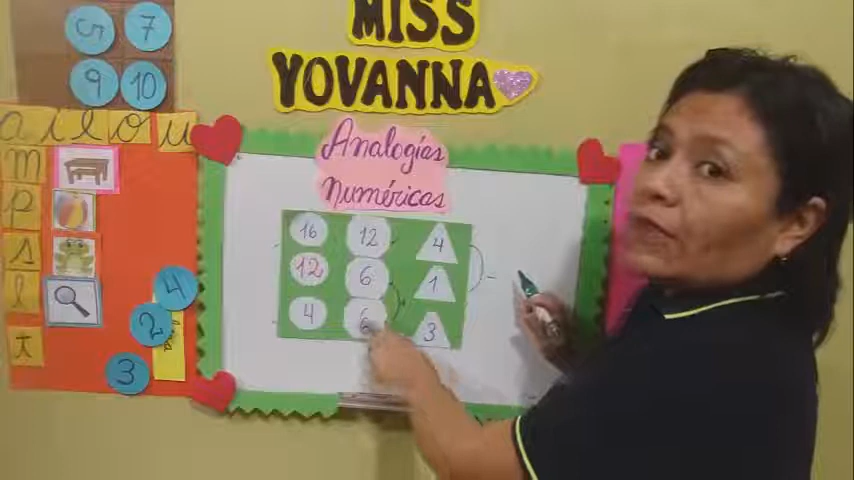 MISS
YOVANNA
5 7
9 10
a i e o u
m
p
s
l
t
4
2
3
Analogías
Numéricas
16 12 4
12 6 1
4 6 3